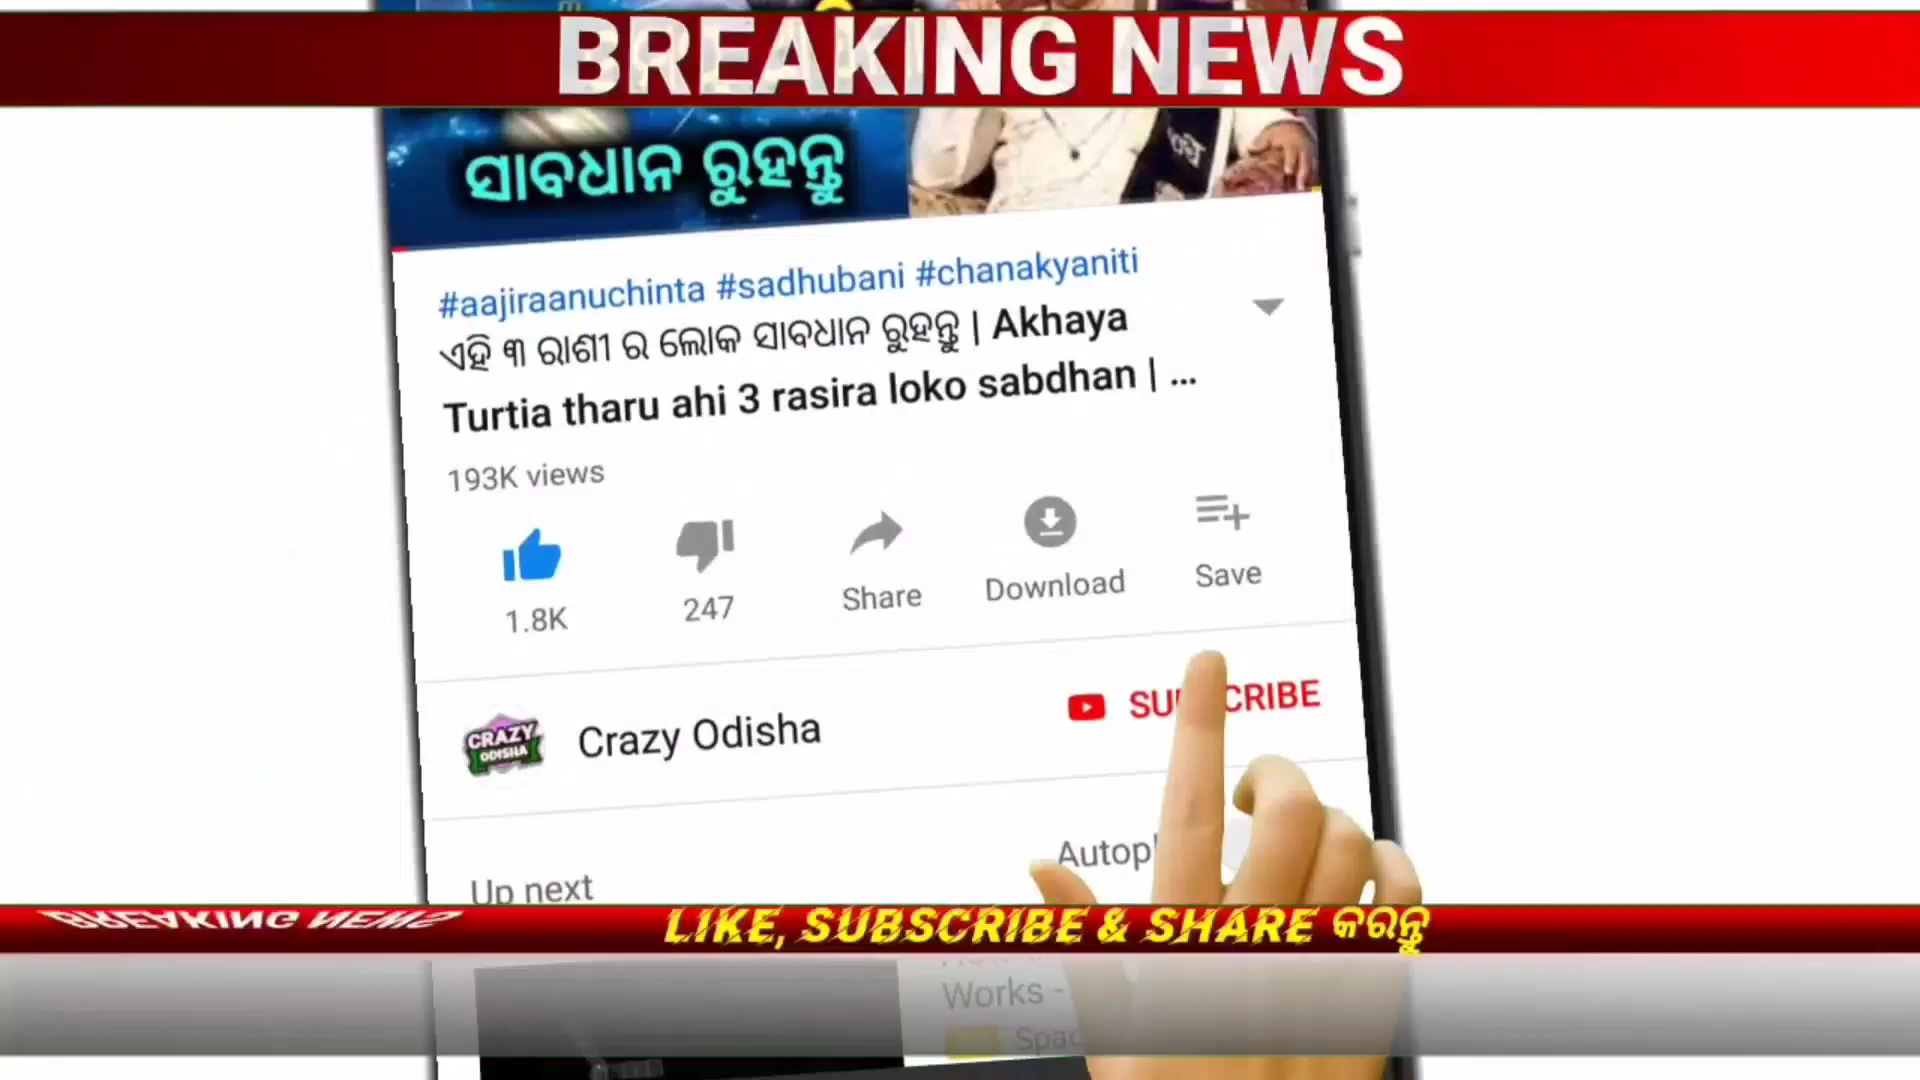 BREAKING NEWS
ସାବଧାନ ରୁହନ୍ତୁ
#aajiraanuchinta #sadhubani #chanakyaniti
ଏହି ୩ ରାଶୀ ର ଲୋକ ସାବଧାନ ରୁହନ୍ତୁ | Akhaya
Turtia tharu ahi 3 rasira loko sabdhan | ...
193K views
1.8K
247
Share
Download
Save
CRAZY
ODISHA
Crazy Odisha
Up next
BREAKING NEWS
LIKE, SUBSCRIBE & SHARE କରନ୍ତୁ
Works -